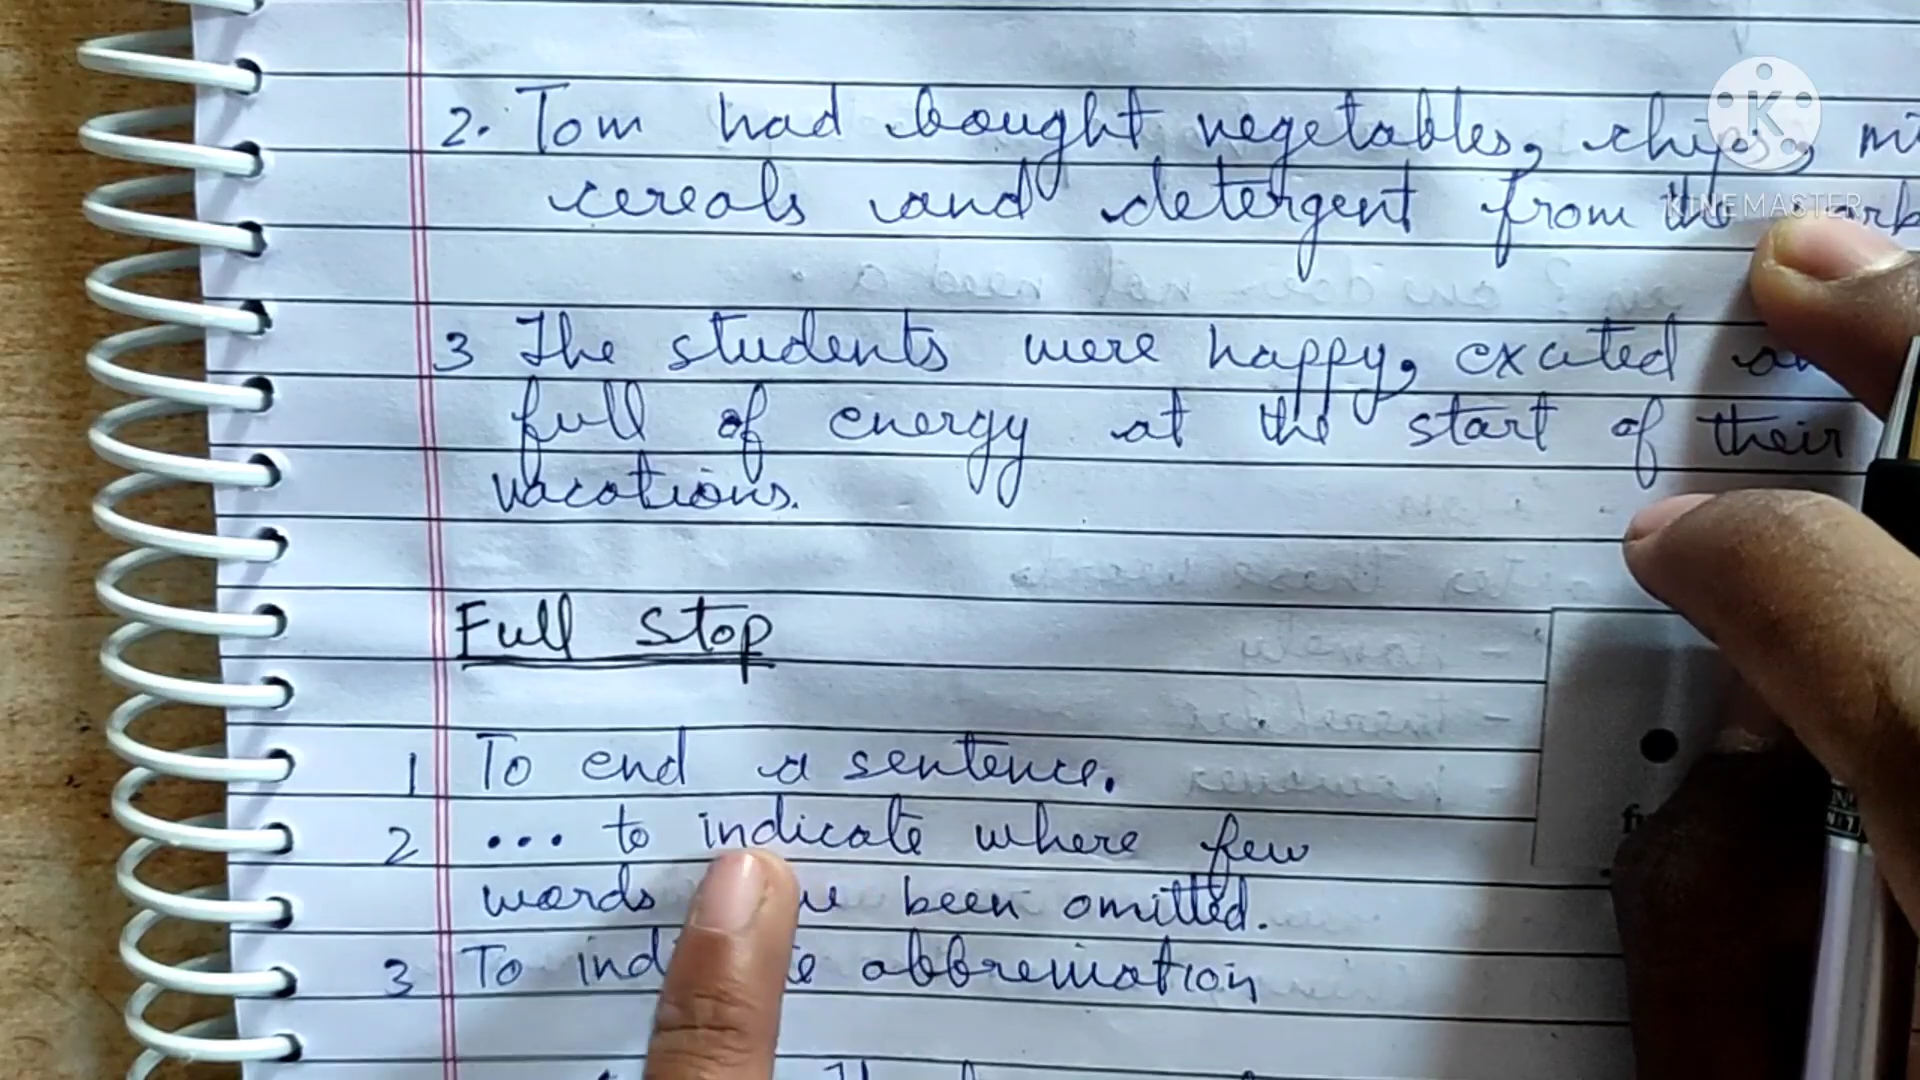 2. Tom had bought vegetables, chips,
cereals and detergent from the
3 The students were happy, excited
full of energy at the start of their
vacations.
Full stop
1 To end a sentence.
2 ... to indicate where few
words been omitted.
3 To abbreviation
KINEMASTER